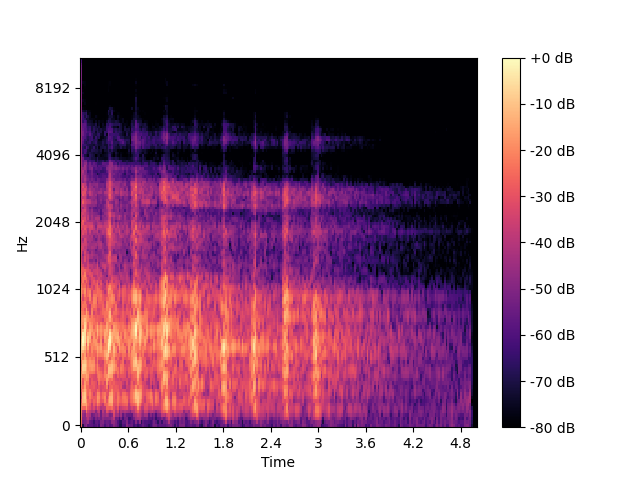 8192
4096
2048
1024
512
0
Hz
0 0.6 1.2 1.8 2.4 3 3.6 4.2 4.8
Time
+0 dB
-10 dB
-20 dB
-30 dB
-40 dB
-50 dB
-60 dB
-70 dB
-80 dB